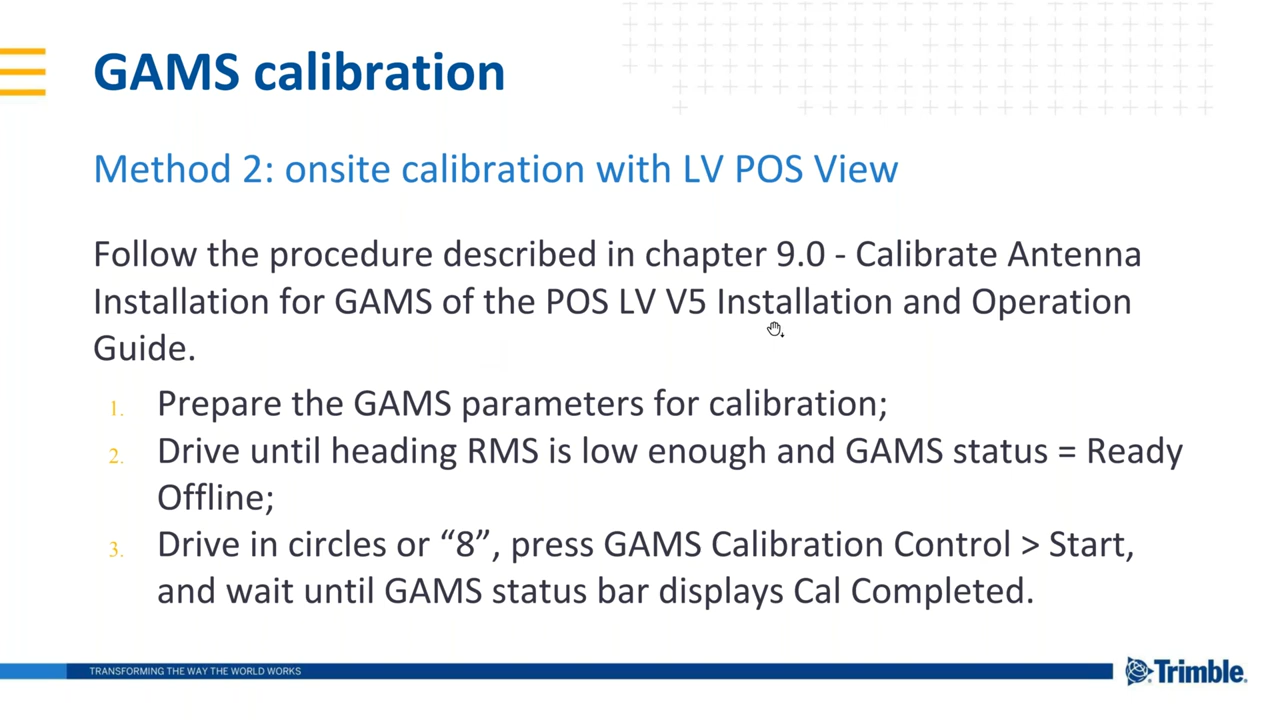 GAMS calibration
Method 2: onsite calibration with LV POS View
Follow the procedure described in chapter 9.0 - Calibrate Antenna
Installation for GAMS of the POS LV V5 Installation and Operation
Guide.
1. Prepare the GAMS parameters for calibration;
2. Drive until heading RMS is low enough and GAMS status = Ready
Offline;
3. Drive in circles or “8”, press GAMS Calibration Control > Start,
and wait until GAMS status bar displays Cal Completed.
TRANSFORMING THE WAY THE WORLD WORKS
Trimble.